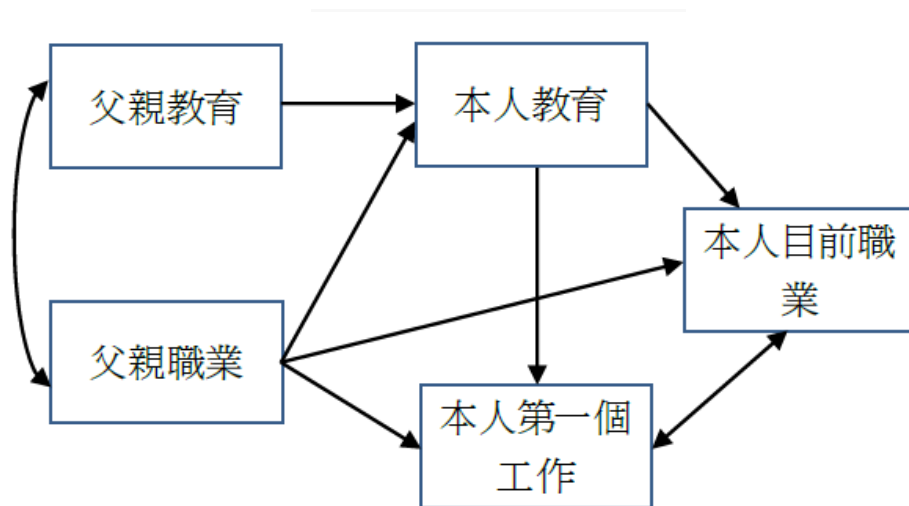 父親教育
本人教育
本人目前職
業
父親職業
本人第一個
工作